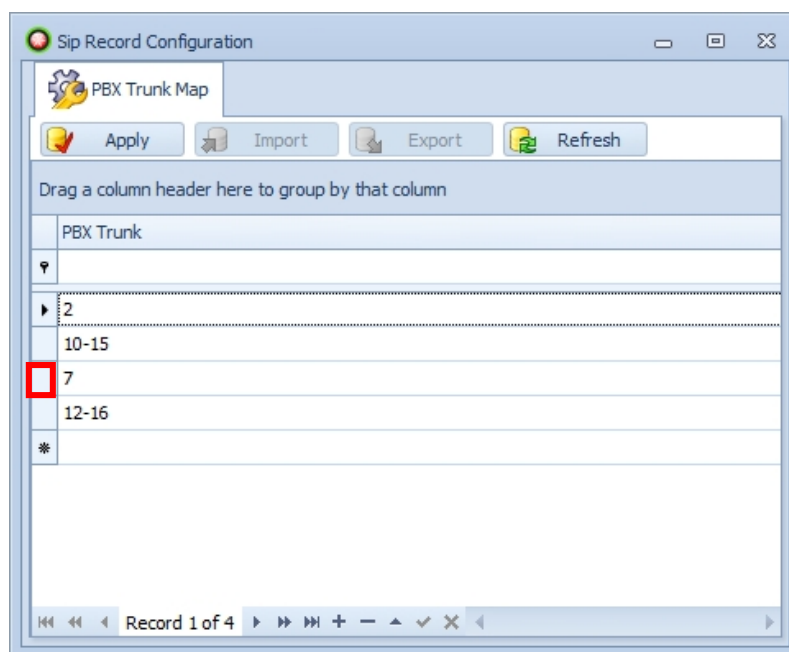 Sip Record Configuration
PBX Trunk Map
Apply Import Export Refresh
Drag a column header here to group by that column
PBX Trunk
2
10-15
7
12-16
Record 1 of 4